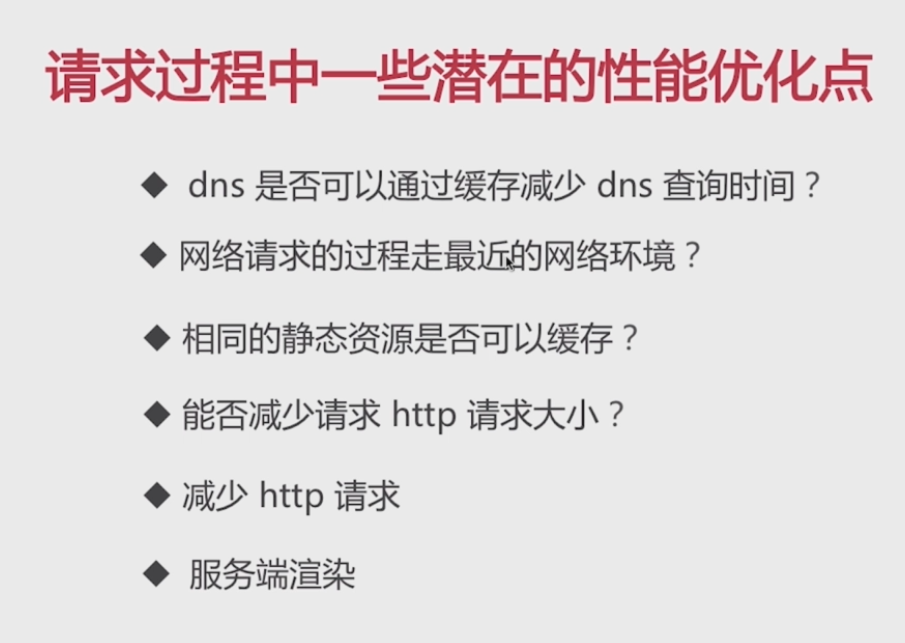 请求过程中一些潜在的性能优化点
◆ dns 是否可以通过缓存减少 dns 查询时间？
◆ 网络请求的过程走最近的网络环境？
◆ 相同的静态资源是否可以缓存？
◆ 能否减少请求 http 请求大小？
◆ 减少 http 请求
◆ 服务端渲染